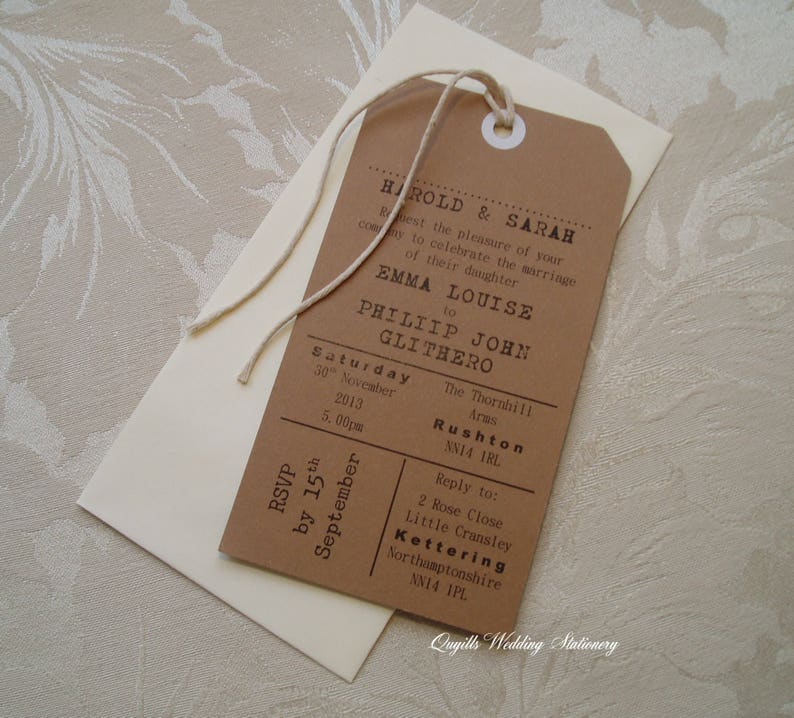 HAROLD & SARAH
Request the pleasure of your
company to celebrate the marriage
of their daughter
EMMA LOUISE
to
PHILIIP JOHN
GLITHERO
Saturday
30th November
2013
5.00pm
The Thornhill
Arms
Rushton
NN14 1RL
RSVP
by 15th
September
Reply to:
2 Rose Close
Little Cransley
Kettering
Northamptonshire
NN14 1PL
Quyills Wedding Stationery